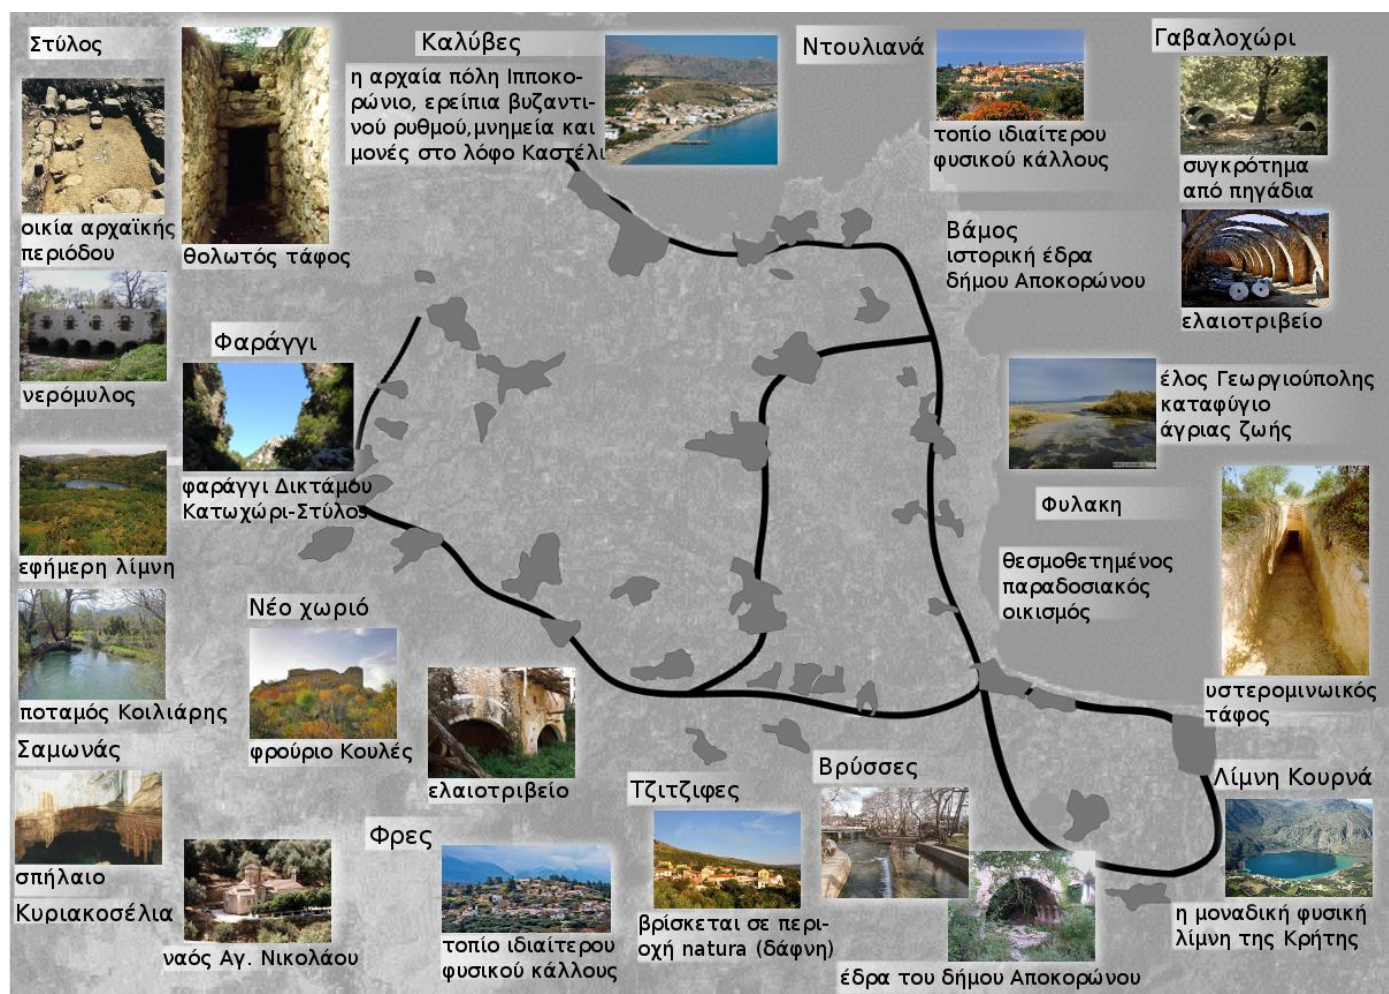 Στύλος
οικία αρχαϊκής
περιόδου
θολωτός τάφος
νερόμυλος
Φαράγγι
φαράγγι Δικτάμου
Κατωχώρι-Στύλος
εφήμερη λίμνη
ποταμός Κοιλιάρης
Σαμωνάς
σπήλαιο
Κυριακοσέλια
ναός Αγ. Νικολάου
Νέο χωριό
φρούριο Κουλές
ελαιοτριβείο
Φρες
τοπίο ιδιαίτερου
φυσικού κάλλους
Τζιτζιφες
βρίσκεται σε περι-
οχή natura (δάφνη)
Βρύσσες
έδρα του δήμου Αποκορώνου
Καλύβες
η αρχαία πόλη Ιπποκο-
ρώνιο, ερείπια βυζαντι-
νού ρυθμού,μνημεία και
μονές στο λόφο Καστέλι
Ντουλιανά
τοπίο ιδιαίτερου
φυσικού κάλλους
Γαβαλοχώρι
συγκρότημα
από πηγάδια
Βάμος
ιστορική έδρα
δήμου Αποκορώνου
ελαιοτριβείο
έλος Γεωργιούπολης
καταφύγιο
άγριας ζωής
Φυλακη
θεσμοθετημένος
παραδοσιακός
οικισμός
υστερομινωικός
τάφος
Λίμνη Κουρνά
η μοναδική φυσική
λίμνη της Κρήτης